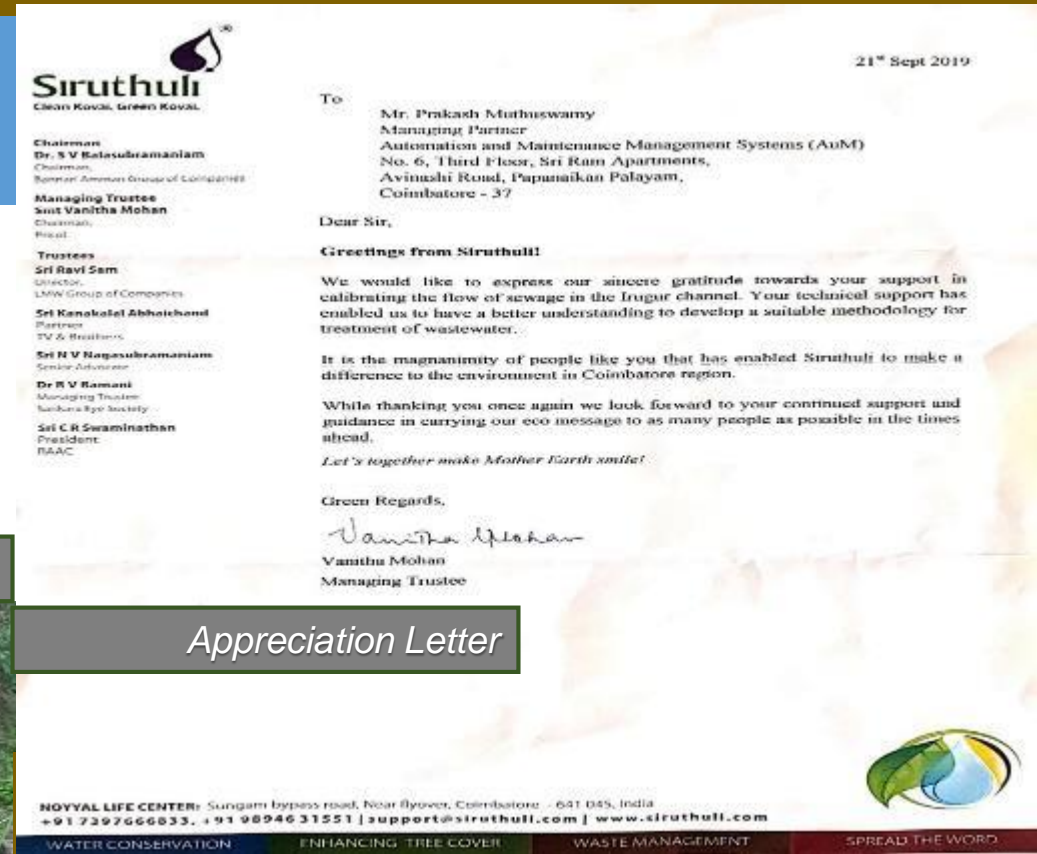 Siruthuli
Clean Kovai. Green Kovai.
21st Sept 2019
To
Mr. Prakash Muthuswamy
Managing Partner
Automation and Maintenance Management Systems (AuM)
No. 6, Third Floor, Sri Ram Apartments,
Avinashi Road, Papanaikan Palayam,
Coimbatore - 37
Chairman
Dr. S V Balasubramaniam
Chairman,
Bannari Amman Group of Companies
Managing Trustee
Smt Vanitha Mohan
Chairman,
Pricol
Trustees
Sri Ravi Sam
Director,
LMW Group of Companies
Sri Kanakalal Abhaichand
Partner
TV & Brothers
Sri N V Nagasubramaniam
Senior Advocate
Dr R V Ramani
Managing Trustee
Sankara Eye Society
Sri C R Swaminathan
President
RAAC
Dear Sir,
Greetings from Siruthuli!
We would like to express our sincere gratitude towards your support in
calibrating the flow of sewage in the Irugur channel. Your technical support has
enabled us to have a better understanding to develop a suitable methodology for
treatment of wastewater.
It is the magnanimity of people like you that has enabled Siruthuli to make a
difference to the environment in Coimbatore region.
While thanking you once again we look forward to your continued support and
guidance in carrying our eco message to as many people as possible in the times
ahead.
Let's together make Mother Earth smile!
Green Regards,
Vanitha Mohan
Vanitha Mohan
Managing Trustee
Appreciation Letter
NOYYAL LIFE CENTER: Sungam bypass road, Near flyover, Coimbatore - 641 045, India
+91 7297666833, +91 98946 31551 | support@siruthuli.com | www.siruthuli.com
WATER CONSERVATION ENHANCING TREE COVER WASTE MANAGEMENT SPREAD THE WORD